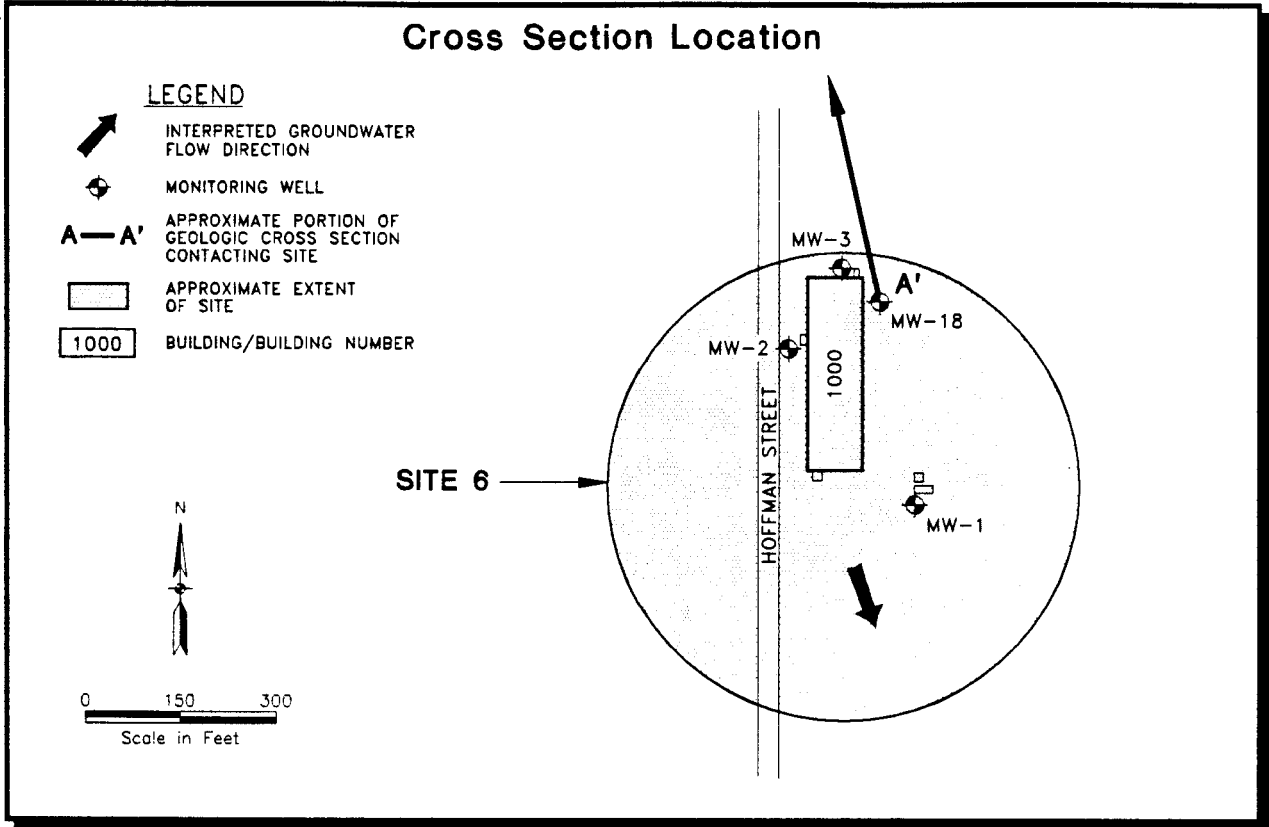 Cross Section Location
LEGEND
INTERPRETED GROUNDWATER
FLOW DIRECTION
MONITORING WELL
A — A'
APPROXIMATE PORTION OF
GEOLOGIC CROSS SECTION
CONTACTING SITE
APPROXIMATE EXTENT
OF SITE
1000
BUILDING/BUILDING NUMBER
MW-3
A'
MW-18
MW-2
1000
HOFFMAN STREET
SITE 6
MW-1
N
0 150 300
Scale in Feet